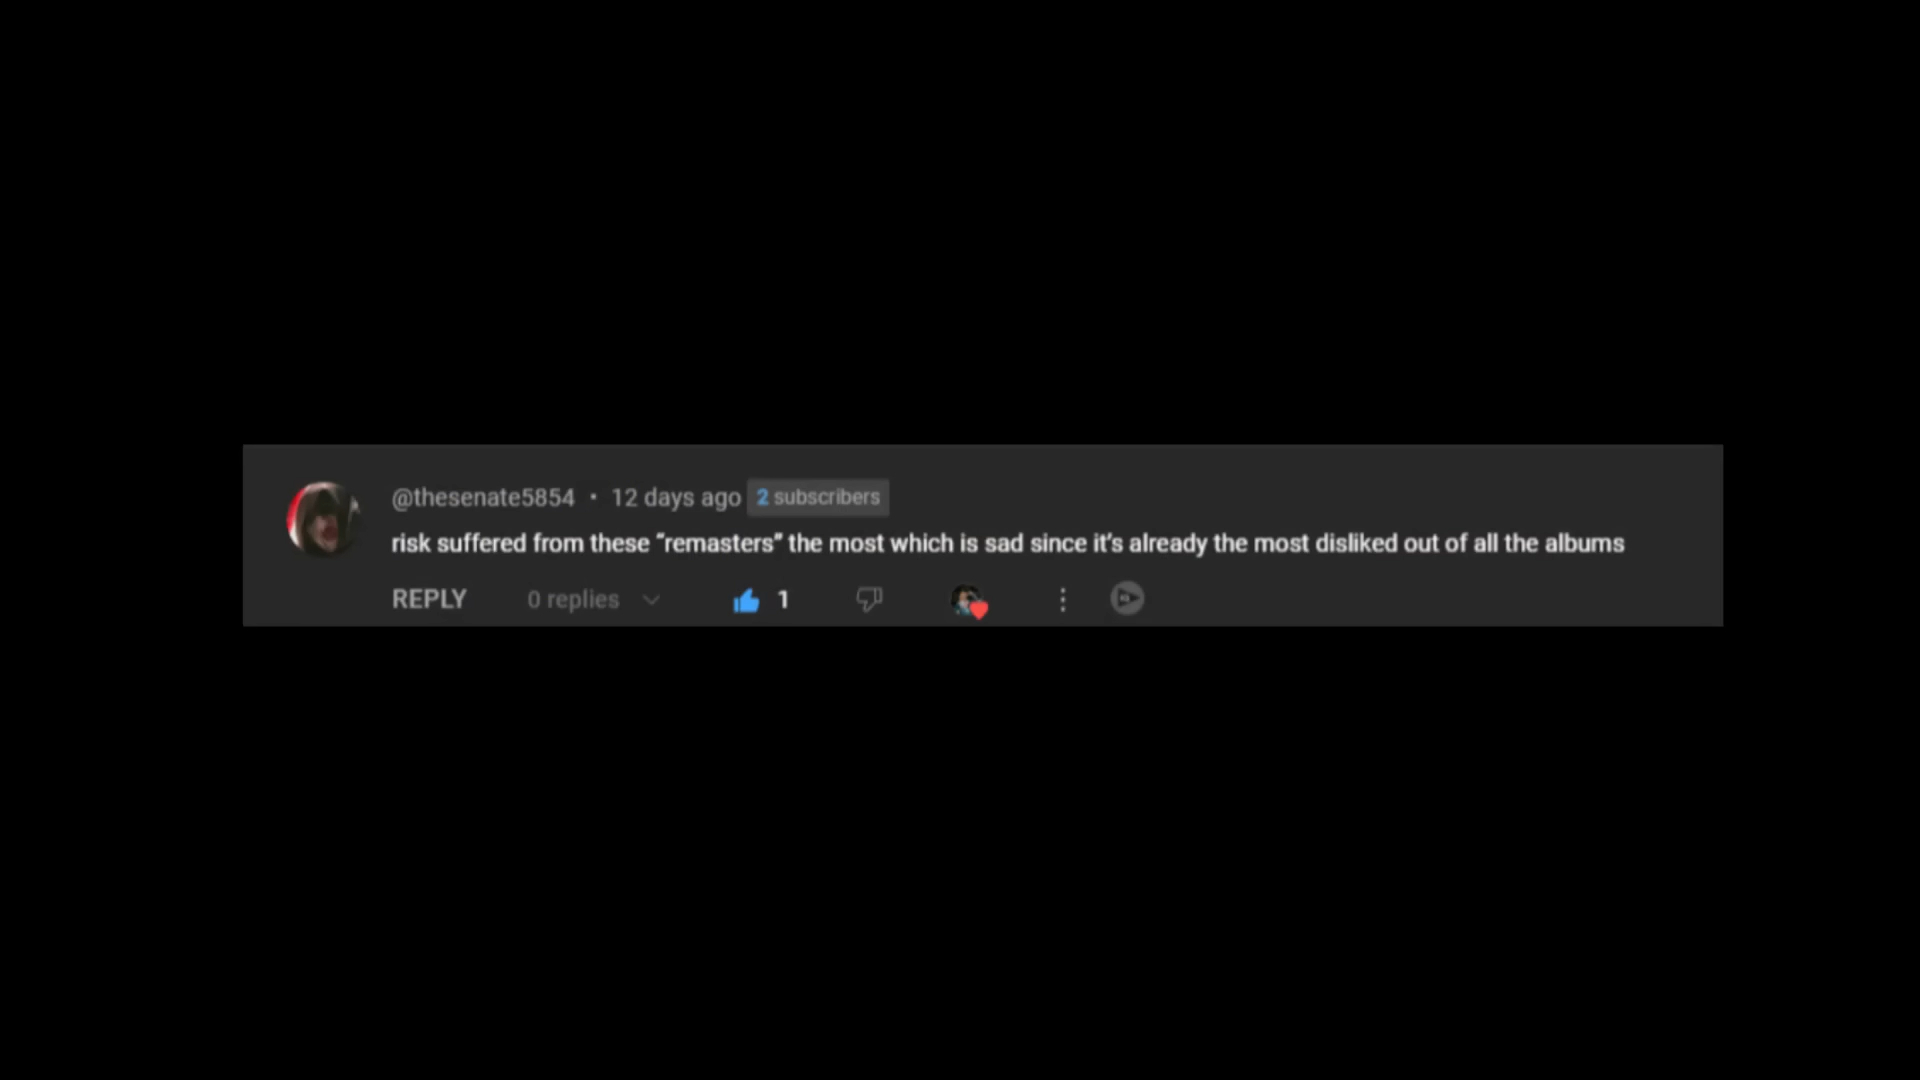 @thesenate5854 • 12 days ago 2 subscribers
risk suffered from these “remasters” the most which is sad since it’s already the most disliked out of all the albums
REPLY 0 replies 1